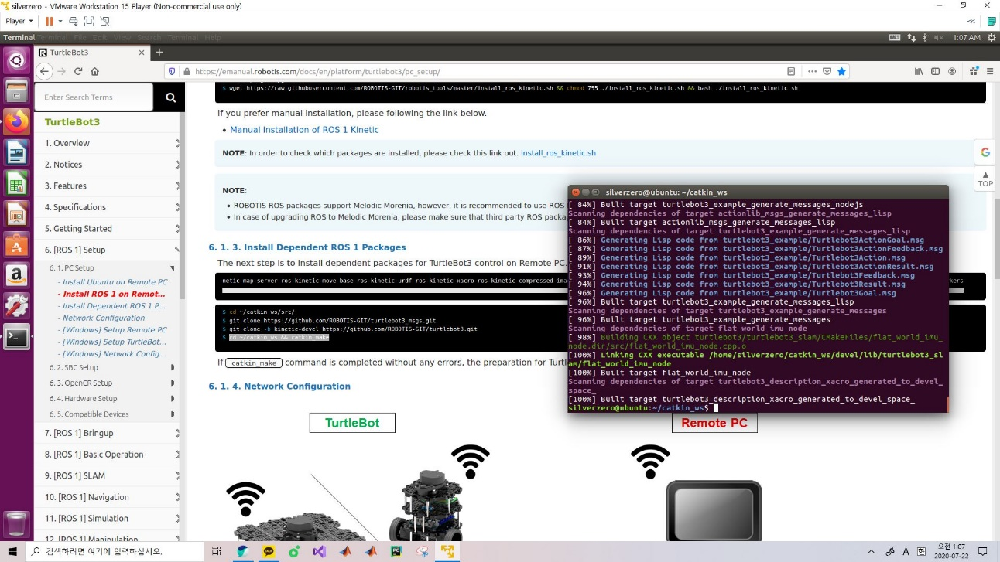 silverzero - VMware Workstation 15 Player (Non-commercial use only)
Player
Terminal Terminal File Edit View Search Terminal Help
1:07 AM
TurtleBot3
https://emanual.robotis.com/docs/en/platform/turtlebot3/pc_setup/
Enter Search Terms
TurtleBot3
1. Overview
2. Notices
3. Features
4. Specifications
5. Getting Started
6. [ROS 1] Setup
6. 1. PC Setup
- Install Ubuntu on Remote PC
- Install ROS 1 on Remot...
- Install Dependent ROS 1 P...
- Network Configuration
- [Windows] Setup Remote PC
- [Windows] Setup TurtleBot...
- [Windows] Network Config...
6. 2. SBC Setup
6. 3. OpenCR Setup
6. 4. Hardware Setup
6. 5. Compatible Devices
7. [ROS 1] Bringup
8. [ROS 1] Basic Operation
9. [ROS 1] SLAM
10. [ROS 1] Navigation
11. [ROS 1] Simulation
12. [ROS 1] Manipulation
$ wget https://raw.githubusercontent.com/ROBOTIS-GIT/robotis_tools/master/install_ros_kinetic.sh && chmod 755 ./install_ros_kinetic.sh && bash ./install_ros_kinetic.sh
If you prefer manual installation, please following the link below.
• Manual installation of ROS 1 Kinetic
NOTE: In order to check which packages are installed, please check this link out. install_ros_kinetic.sh
NOTE:
• ROBOTIS ROS packages support Melodic Morenia, however, it is recommended to use ROS
• In case of upgrading ROS to Melodic Morenia, please make sure that third party ROS packa
6. 1. 3. Install Dependent ROS 1 Packages
The next step is to install dependent packages for TurtleBot3 control on Remote PC.
netic-map-server ros-kinetic-move-base ros-kinetic-urdf ros-kinetic-xacro ros-kinetic-compressed-ima
kers
$ cd ~/catkin_ws/src/
$ git clone https://github.com/ROBOTIS-GIT/turtlebot3_msgs.git
$ git clone -b kinetic-devel https://github.com/ROBOTIS-GIT/turtlebot3.git
$ cd ~/catkin_ws && catkin_make
If catkin_make command is completed without any errors, the preparation for Turtl
6. 1. 4. Network Configuration
TurtleBot
Remote PC
G
TOP
silverzero@ubuntu: ~/catkin_ws
[ 84%] Built target turtlebot3_example_generate_messages_nodejs
Scanning dependencies of target actionlib_msgs_generate_messages_lisp
[ 84%] Built target actionlib_msgs_generate_messages_lisp
Scanning dependencies of target turtlebot3_example_generate_messages_lisp
[ 86%] Generating Lisp code from turtlebot3_example/Turtlebot3ActionGoal.msg
[ 87%] Generating Lisp code from turtlebot3_example/Turtlebot3ActionFeedback.msg
[ 89%] Generating Lisp code from turtlebot3_example/Turtlebot3Action.msg
[ 91%] Generating Lisp code from turtlebot3_example/Turtlebot3ActionResult.msg
[ 93%] Generating Lisp code from turtlebot3_example/Turtlebot3Feedback.msg
[ 94%] Generating Lisp code from turtlebot3_example/Turtlebot3Result.msg
[ 96%] Generating Lisp code from turtlebot3_example/Turtlebot3Goal.msg
[ 96%] Built target turtlebot3_example_generate_messages_lisp
Scanning dependencies of target turtlebot3_example_generate_messages
[ 96%] Built target turtlebot3_example_generate_messages
Scanning dependencies of target flat_world_imu_node
[ 98%] Building CXX object turtlebot3/turtlebot3_slam/CMakeFiles/flat_world_imu_
node.dir/src/flat_world_imu_node.cpp.o
[100%] Linking CXX executable /home/silverzero/catkin_ws/devel/lib/turtlebot3_sl
am/flat_world_imu_node
[100%] Built target flat_world_imu_node
Scanning dependencies of target turtlebot3_description_xacro_generated_to_devel_
space_
[100%] Built target turtlebot3_description_xacro_generated_to_devel_space_
silverzero@ubuntu:~/catkin_ws$
검색하려면 여기에 입력하십시오.
A
오전 1:07
2020-07-22